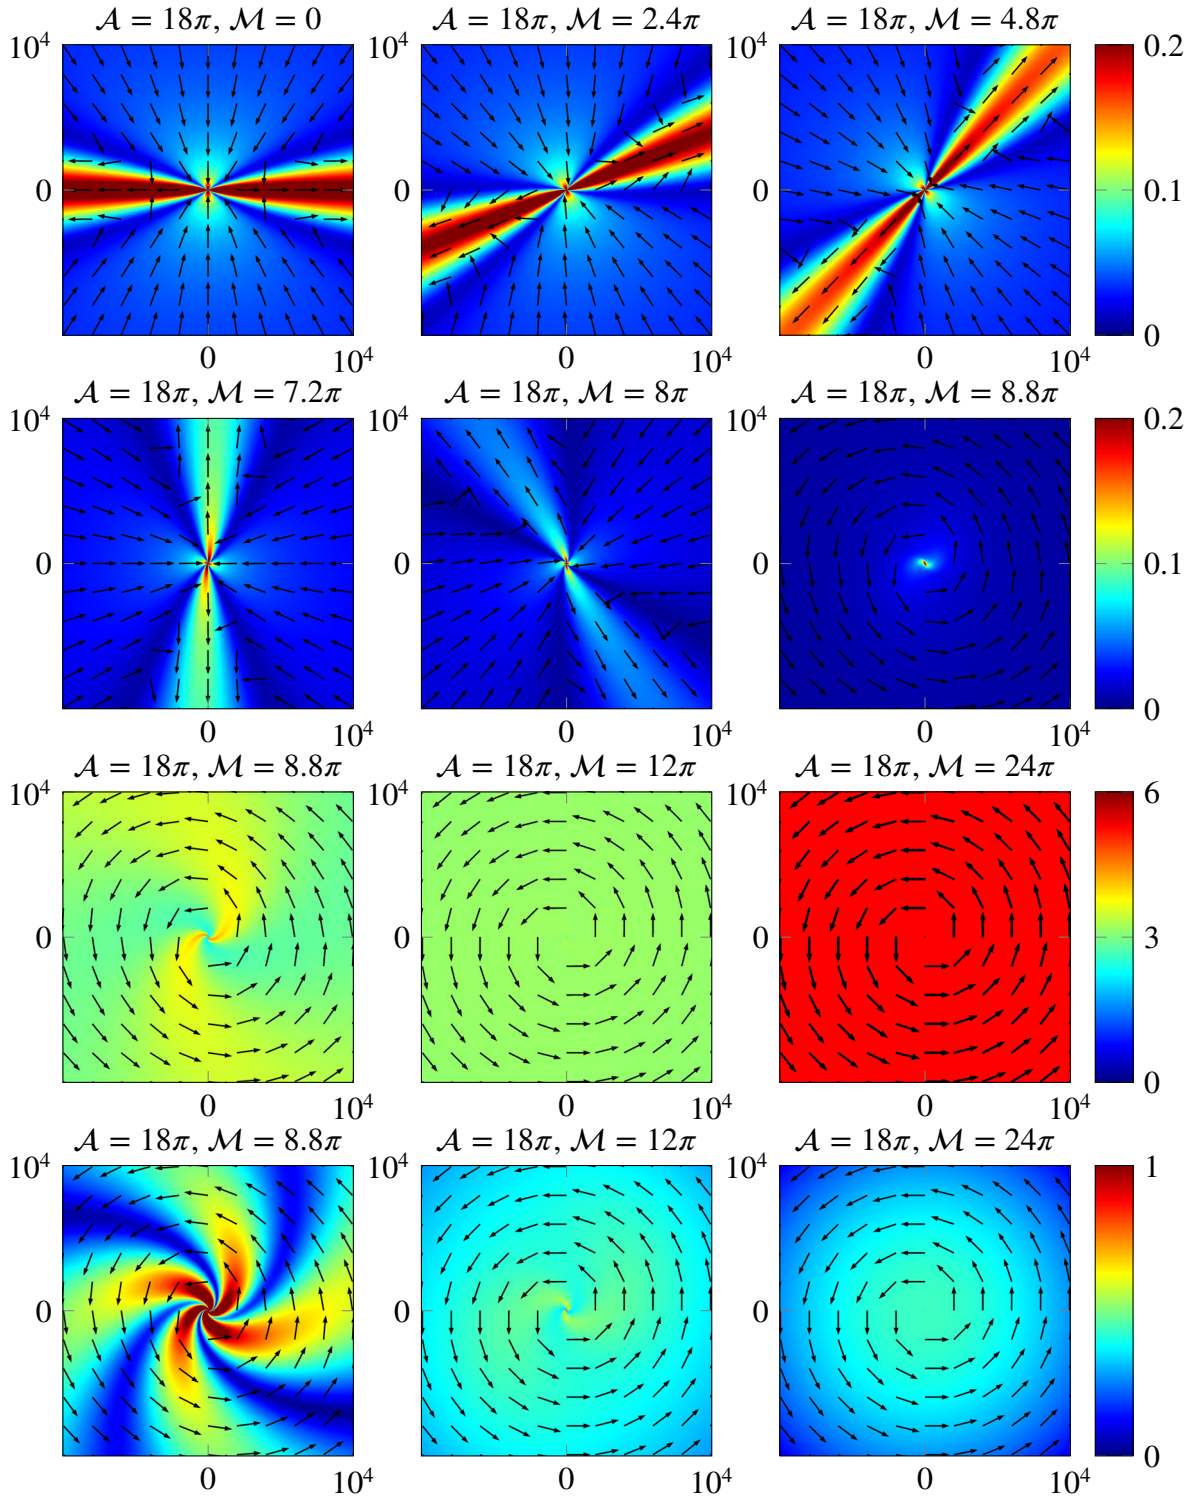 𝒜 = 18π, ℳ = 0 𝒜 = 18π, ℳ = 2.4π 𝒜 = 18π, ℳ = 4.8π
10⁴ 10⁴ 10⁴ 0.2
0 0 0 0.1
0
0 10⁴ 0 10⁴ 0 10⁴
𝒜 = 18π, ℳ = 7.2π 𝒜 = 18π, ℳ = 8π 𝒜 = 18π, ℳ = 8.8π
10⁴ 10⁴ 10⁴ 0.2
0 0 0 0.1
0
0 10⁴ 0 10⁴ 0 10⁴
𝒜 = 18π, ℳ = 8.8π 𝒜 = 18π, ℳ = 12π 𝒜 = 18π, ℳ = 24π
10⁴ 10⁴ 10⁴ 6
0 0 0 3
0
0 10⁴ 0 10⁴ 0 10⁴
𝒜 = 18π, ℳ = 8.8π 𝒜 = 18π, ℳ = 12π 𝒜 = 18π, ℳ = 24π
10⁴ 10⁴ 10⁴ 1
0 0 0
0
0 10⁴ 0 10⁴ 0 10⁴